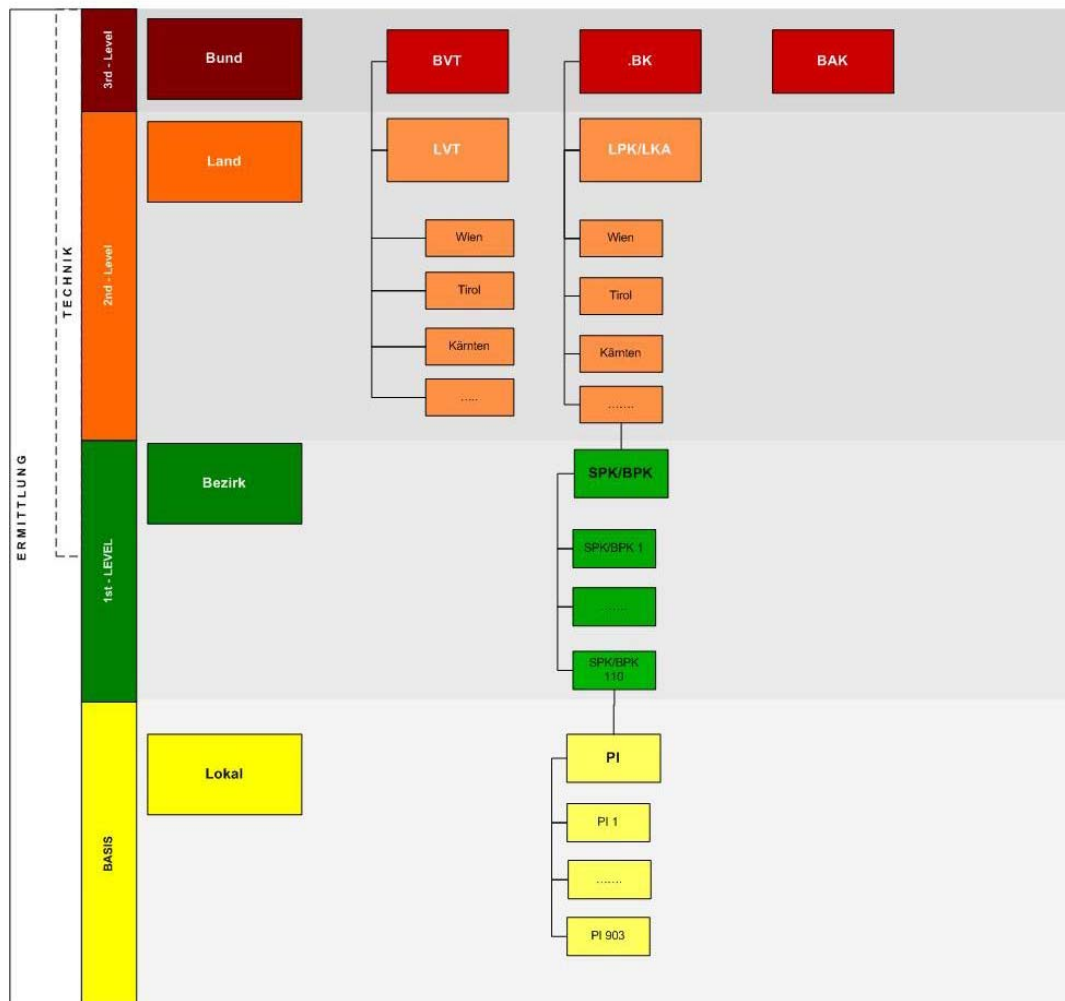 ERMITTLUNG
TECHNIK
3rd - Level
Bund
BVT
.BK
BAK
2nd - Level
Land
LVT
LPK/LKA
Wien
Wien
Tirol
Tirol
Kärnten
Kärnten
.....
.......
1st - LEVEL
Bezirk
SPK/BPK
SPK/BPK 1
.......
SPK/BPK
110
BASIS
Lokal
PI
PI 1
.......
PI 903